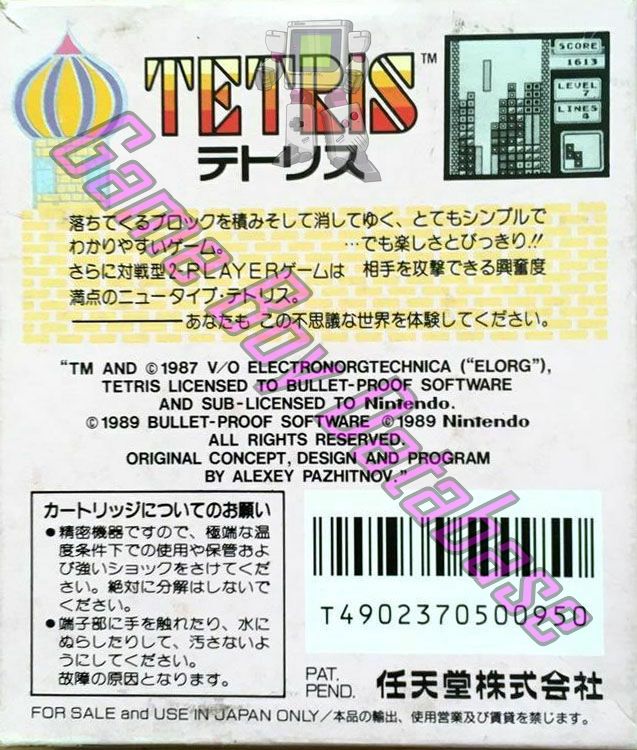 TETRIS™
テトリス
SCORE
1613
LEVEL
7
LINES
4
落ちてくるブロックを積みそして消してゆく、とてもシンプルで
わかりやすいゲーム。 …でも楽しさとびっきり!!
さらに対戦型2-PLAYERゲームは 相手を攻撃できる興奮度
満点のニュータイプ・テトリス。
――――あなたも この不思議な世界を体験してください。
"TM AND ©1987 V/O ELECTRONORGTECHNICA ("ELORG"),
TETRIS LICENSED TO BULLET-PROOF SOFTWARE
AND SUB-LICENSED TO Nintendo.
©1989 BULLET-PROOF SOFTWARE ©1989 Nintendo
ALL RIGHTS RESERVED.
ORIGINAL CONCEPT, DESIGN AND PROGRAM
BY ALEXEY PAZHITNOV."
カートリッジについてのお願い
●精密機器ですので、極端な温
度条件下での使用や保管およ
び強いショックをさけてくだ
さい。絶対に分解はしないで
ください。
●端子部に手を触れたり、水に
ぬらしたりして、汚さないよ
うにしてください。
故障の原因となります。
T4902370500950
PAT.
PEND.
任天堂株式会社
FOR SALE and USE IN JAPAN ONLY/本品の輸出、使用営業及び賃貸を禁じます。
Game Boy Database